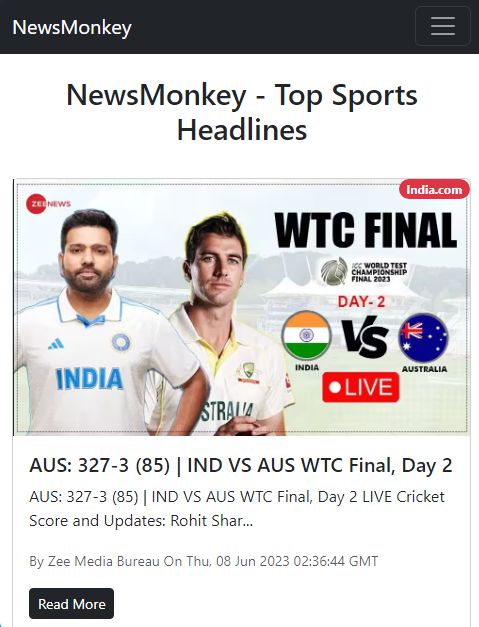 NewsMonkey
NewsMonkey - Top Sports
Headlines
India.com
ZEE NEWS
WTC FINAL
ICC WORLD TEST
CHAMPIONSHIP
FINAL 2023
DAY- 2
VS
INDIA
AUSTRALIA
LIVE
INDIA
STRALIA
AUS: 327-3 (85) | IND VS AUS WTC Final, Day 2
AUS: 327-3 (85) | IND VS AUS WTC Final, Day 2 LIVE Cricket
Score and Updates: Rohit Shar...
By Zee Media Bureau On Thu, 08 Jun 2023 02:36:44 GMT
Read More